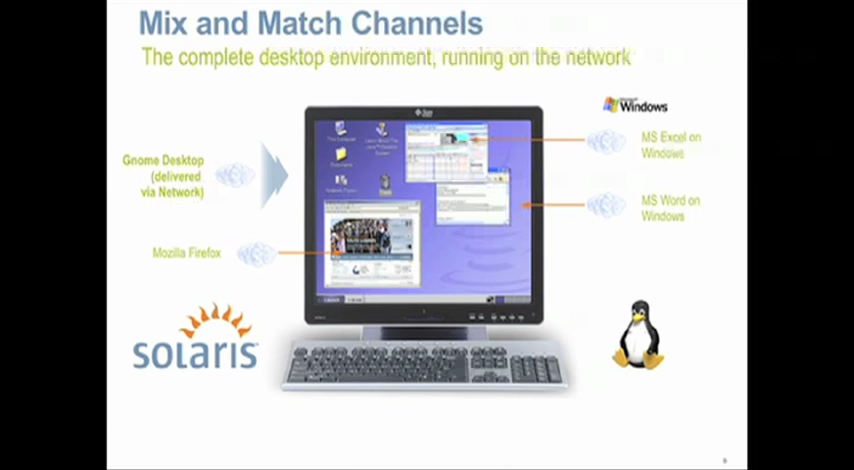 Mix and Match Channels
The complete desktop environment, running on the network
Windows
MS Excel on
Windows
Gnome Desktop
(delivered
via Network)
MS Word on
Windows
Mozilla Firefox
solaris